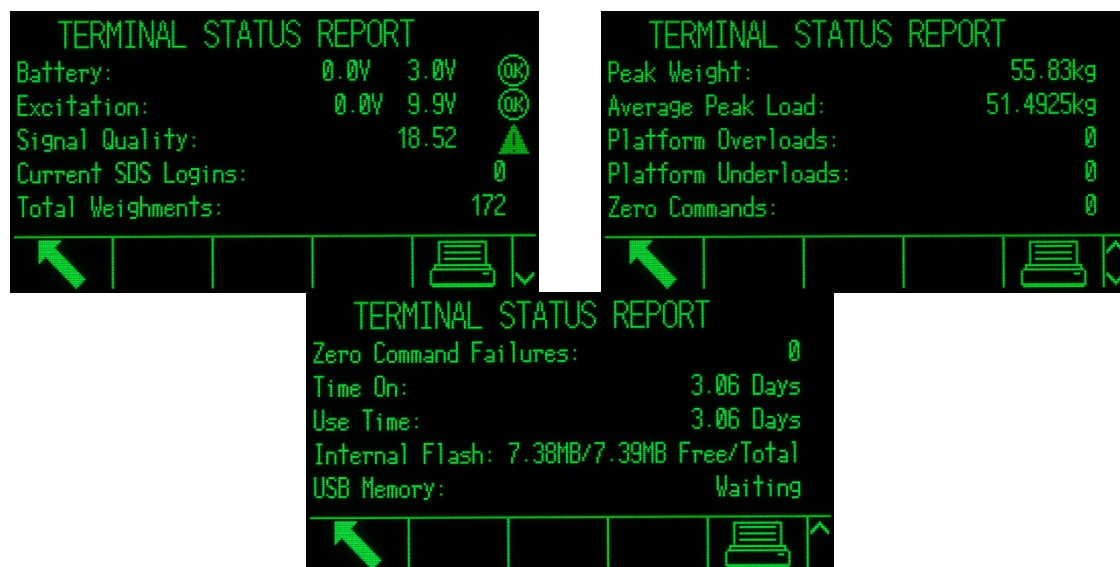 TERMINAL STATUS REPORT
Battery: 0.0V 3.0V OK
Excitation: 0.0V 9.9V OK
Signal Quality: 18.52
Current SDS Logins: 0
Total Weighments: 172
TERMINAL STATUS REPORT
Peak Weight: 55.83kg
Average Peak Load: 51.4925kg
Platform Overloads: 0
Platform Underloads: 0
Zero Commands: 0
TERMINAL STATUS REPORT
Zero Command Failures: 0
Time On: 3.06 Days
Use Time: 3.06 Days
Internal Flash: 7.38MB/7.39MB Free/Total
USB Memory: Waiting